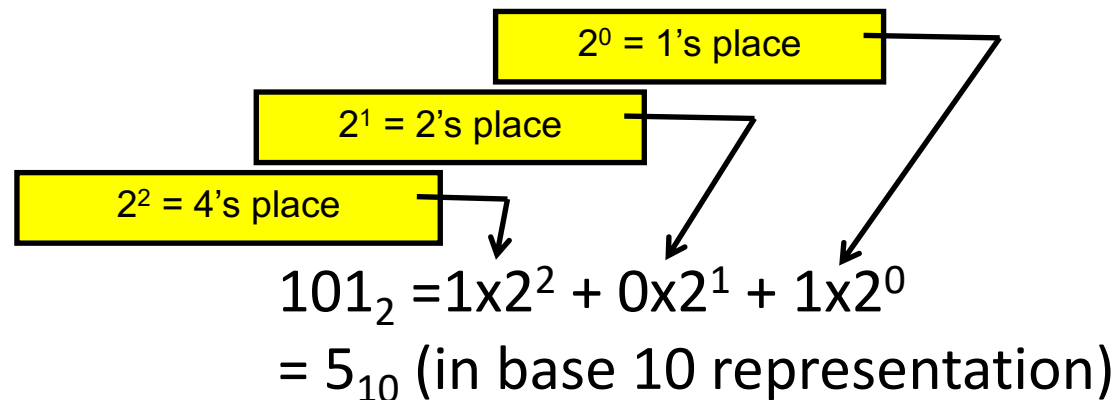 2⁰ = 1’s place
2¹ = 2’s place
2² = 4’s place
101₂ =1x2² + 0x2¹ + 1x2⁰
= 5₁₀ (in base 10 representation)